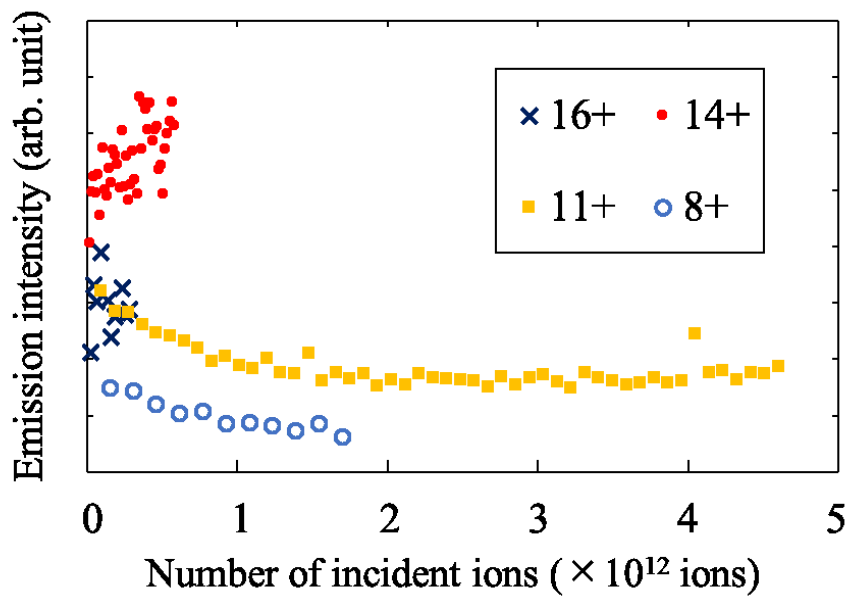 Emission intensity (arb. unit)
16+ 14+
11+ 8+
0 1 2 3 4 5
Number of incident ions (×10¹² ions)